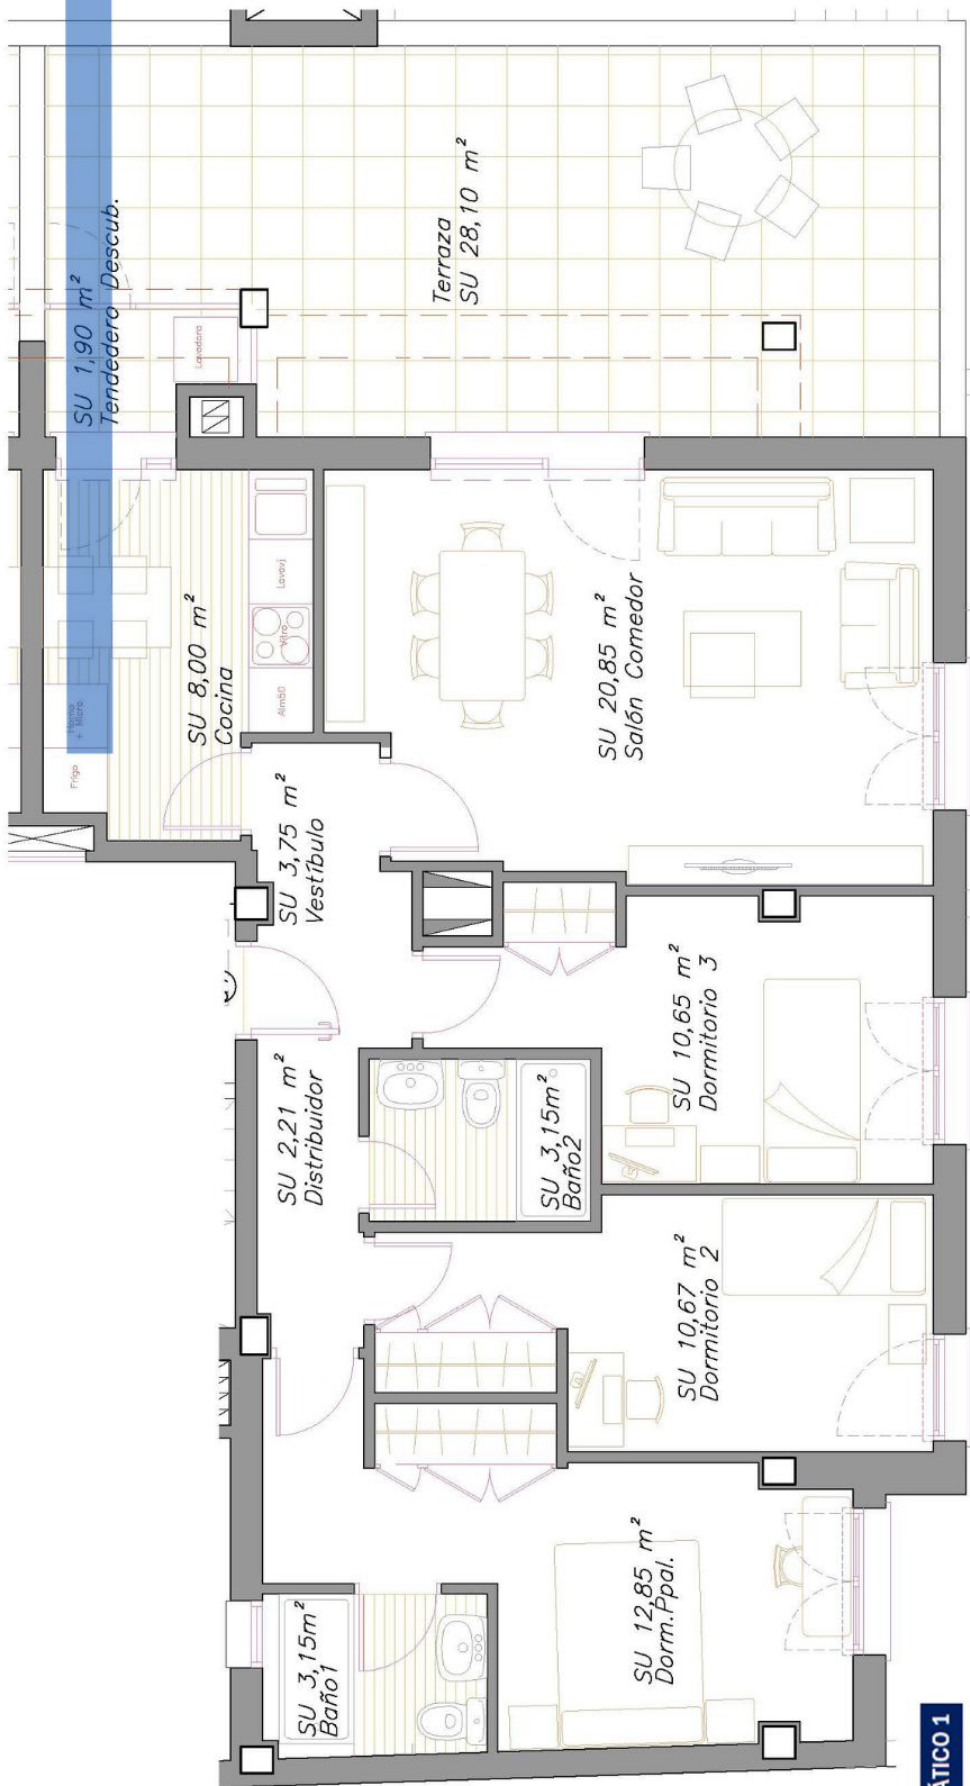 SU 1,90 m²
Tendedero Descub.
Terraza
SU 28,10 m²
Lavadora
Horno
+ Micro
Frigo
SU 8,00 m²
Cocina
Lavavj
Vitro
Alm60
SU 20,85 m²
Salón Comedor
SU 3,75 m²
Vestíbulo
SU 2,21 m²
Distribuidor
SU 3,15m²
Baño2
SU 10,65 m²
Dormitorio 3
SU 10,67 m²
Dormitorio 2
SU 3,15m²
Baño1
SU 12,85 m²
Dorm.Ppal.
ÁTICO 1